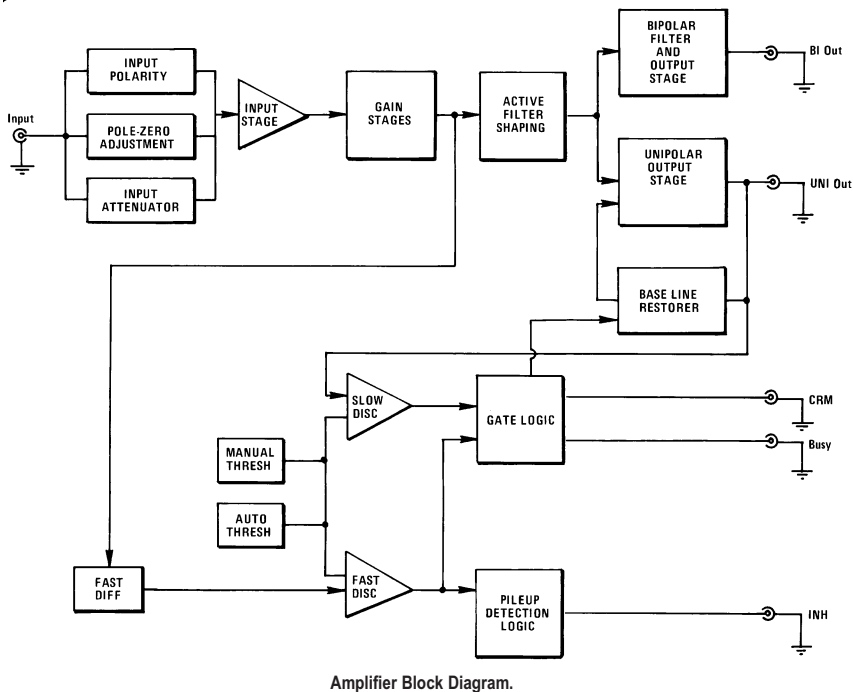 BIPOLAR
FILTER
AND
OUTPUT
STAGE
BI Out
INPUT
POLARITY
Input
POLE-ZERO
ADJUSTMENT
INPUT
ATTENUATOR
INPUT
STAGE
GAIN
STAGES
ACTIVE
FILTER
SHAPING
UNIPOLAR
OUTPUT
STAGE
UNI Out
BASE LINE
RESTORER
SLOW
DISC
GATE LOGIC
CRM
Busy
MANUAL
THRESH
AUTO
THRESH
FAST
DIFF
FAST
DISC
PILEUP
DETECTION
LOGIC
INH
Amplifier Block Diagram.